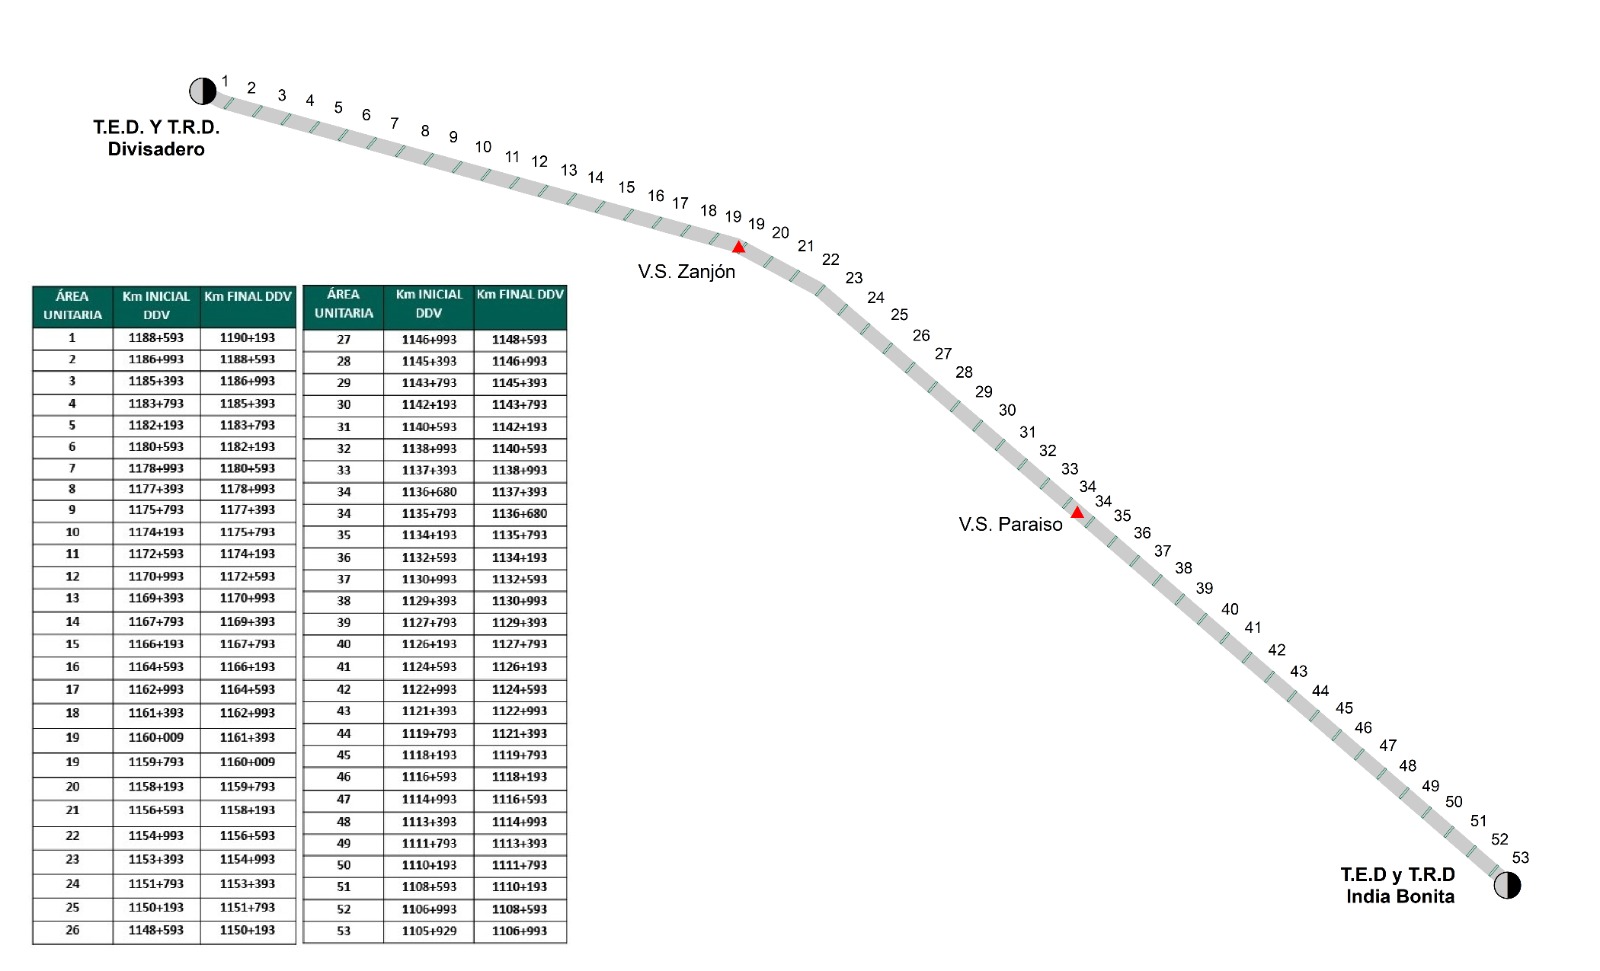 1 2 3 4 5 6 7 8 9 10 11 12 13 14 15 16 17 18 19 19 20 21 22 23 24 25 26 27 28 29 30 31 32 33 34 34 35 36 37 38 39 40 41 42 43 44 45 46 47 48 49 50 51 52 53
T.E.D. Y T.R.D.
Divisadero
V.S. Zanjón
V.S. Paraiso
T.E.D y T.R.D
India Bonita
ÁREA UNITARIA Km INICIAL DDV Km FINAL DDV
1 1188+593 1190+193
2 1186+993 1188+593
3 1185+393 1186+993
4 1183+793 1185+393
5 1182+193 1183+793
6 1180+593 1182+193
7 1178+993 1180+593
8 1177+393 1178+993
9 1175+793 1177+393
10 1174+193 1175+793
11 1172+593 1174+193
12 1170+993 1172+593
13 1169+393 1170+993
14 1167+793 1169+393
15 1166+193 1167+793
16 1164+593 1166+193
17 1162+993 1164+593
18 1161+393 1162+993
19 1160+009 1161+393
19 1159+793 1160+009
20 1158+193 1159+793
21 1156+593 1158+193
22 1154+993 1156+593
23 1153+393 1154+993
24 1151+793 1153+393
25 1150+193 1151+793
26 1148+593 1150+193
ÁREA UNITARIA Km INICIAL DDV Km FINAL DDV
27 1146+993 1148+593
28 1145+393 1146+993
29 1143+793 1145+393
30 1142+193 1143+793
31 1140+593 1142+193
32 1138+993 1140+593
33 1137+393 1138+993
34 1136+680 1137+393
34 1135+793 1136+680
35 1134+193 1135+793
36 1132+593 1134+193
37 1130+993 1132+593
38 1129+393 1130+993
39 1127+793 1129+393
40 1126+193 1127+793
41 1124+593 1126+193
42 1122+993 1124+593
43 1121+393 1122+993
44 1119+793 1121+393
45 1118+193 1119+793
46 1116+593 1118+193
47 1114+993 1116+593
48 1113+393 1114+993
49 1111+793 1113+393
50 1110+193 1111+793
51 1108+593 1110+193
52 1106+993 1108+593
53 1105+929 1106+993